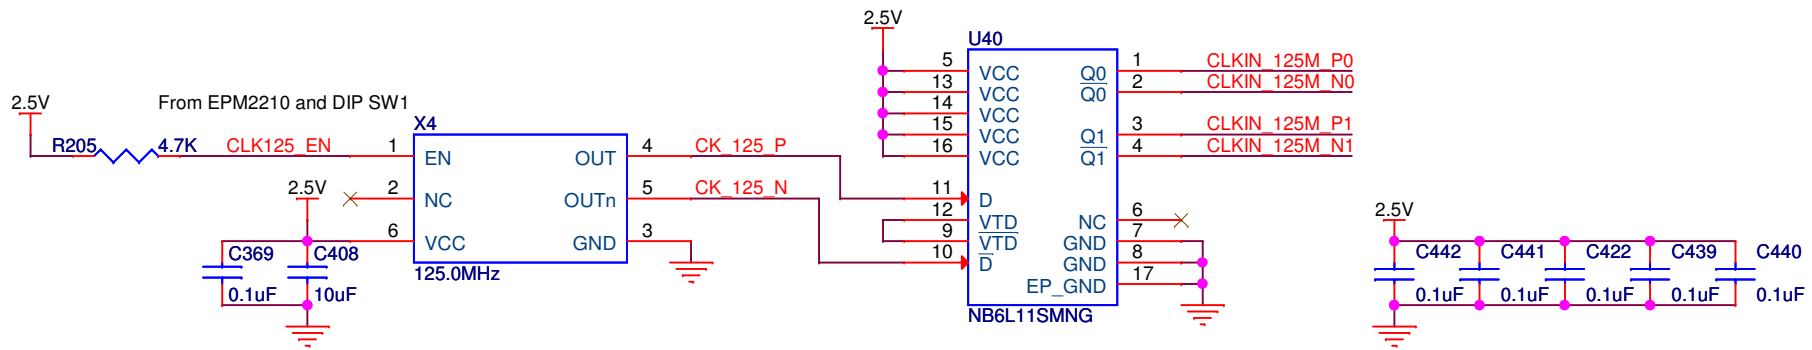 2.5V
U40
5
VCC
Q0
1
CLKIN_125M_P0
13
VCC
Q0
2
CLKIN_125M_N0
14
VCC
15
VCC
Q1
3
CLKIN_125M_P1
16
VCC
Q1
4
CLKIN_125M_N1
11
D
12
VTD
NC
6
9
VTD
GND
7
10
D
GND
8
EP_GND
17
NB6L11SMNG
2.5V
From EPM2210 and DIP SW1
X4
R205
4.7K
CLK125_EN
1
EN
OUT
4
CK_125_P
2
NC
OUTn
5
CK_125_N
6
VCC
GND
3
125.0MHz
2.5V
C369
C408
0.1uF
10uF
2.5V
C442
C441
C422
C439
C440
0.1uF
0.1uF
0.1uF
0.1uF
0.1uF